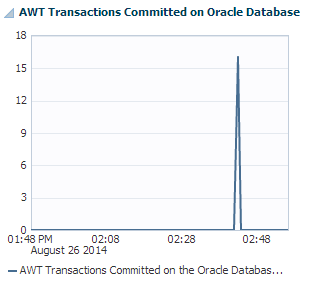 AWT Transactions Committed on Oracle Database
18
15
12
9
6
3
0
01:48 PM 02:08 02:28 02:48
August 26 2014
AWT Transactions Committed on the Oracle Databas...